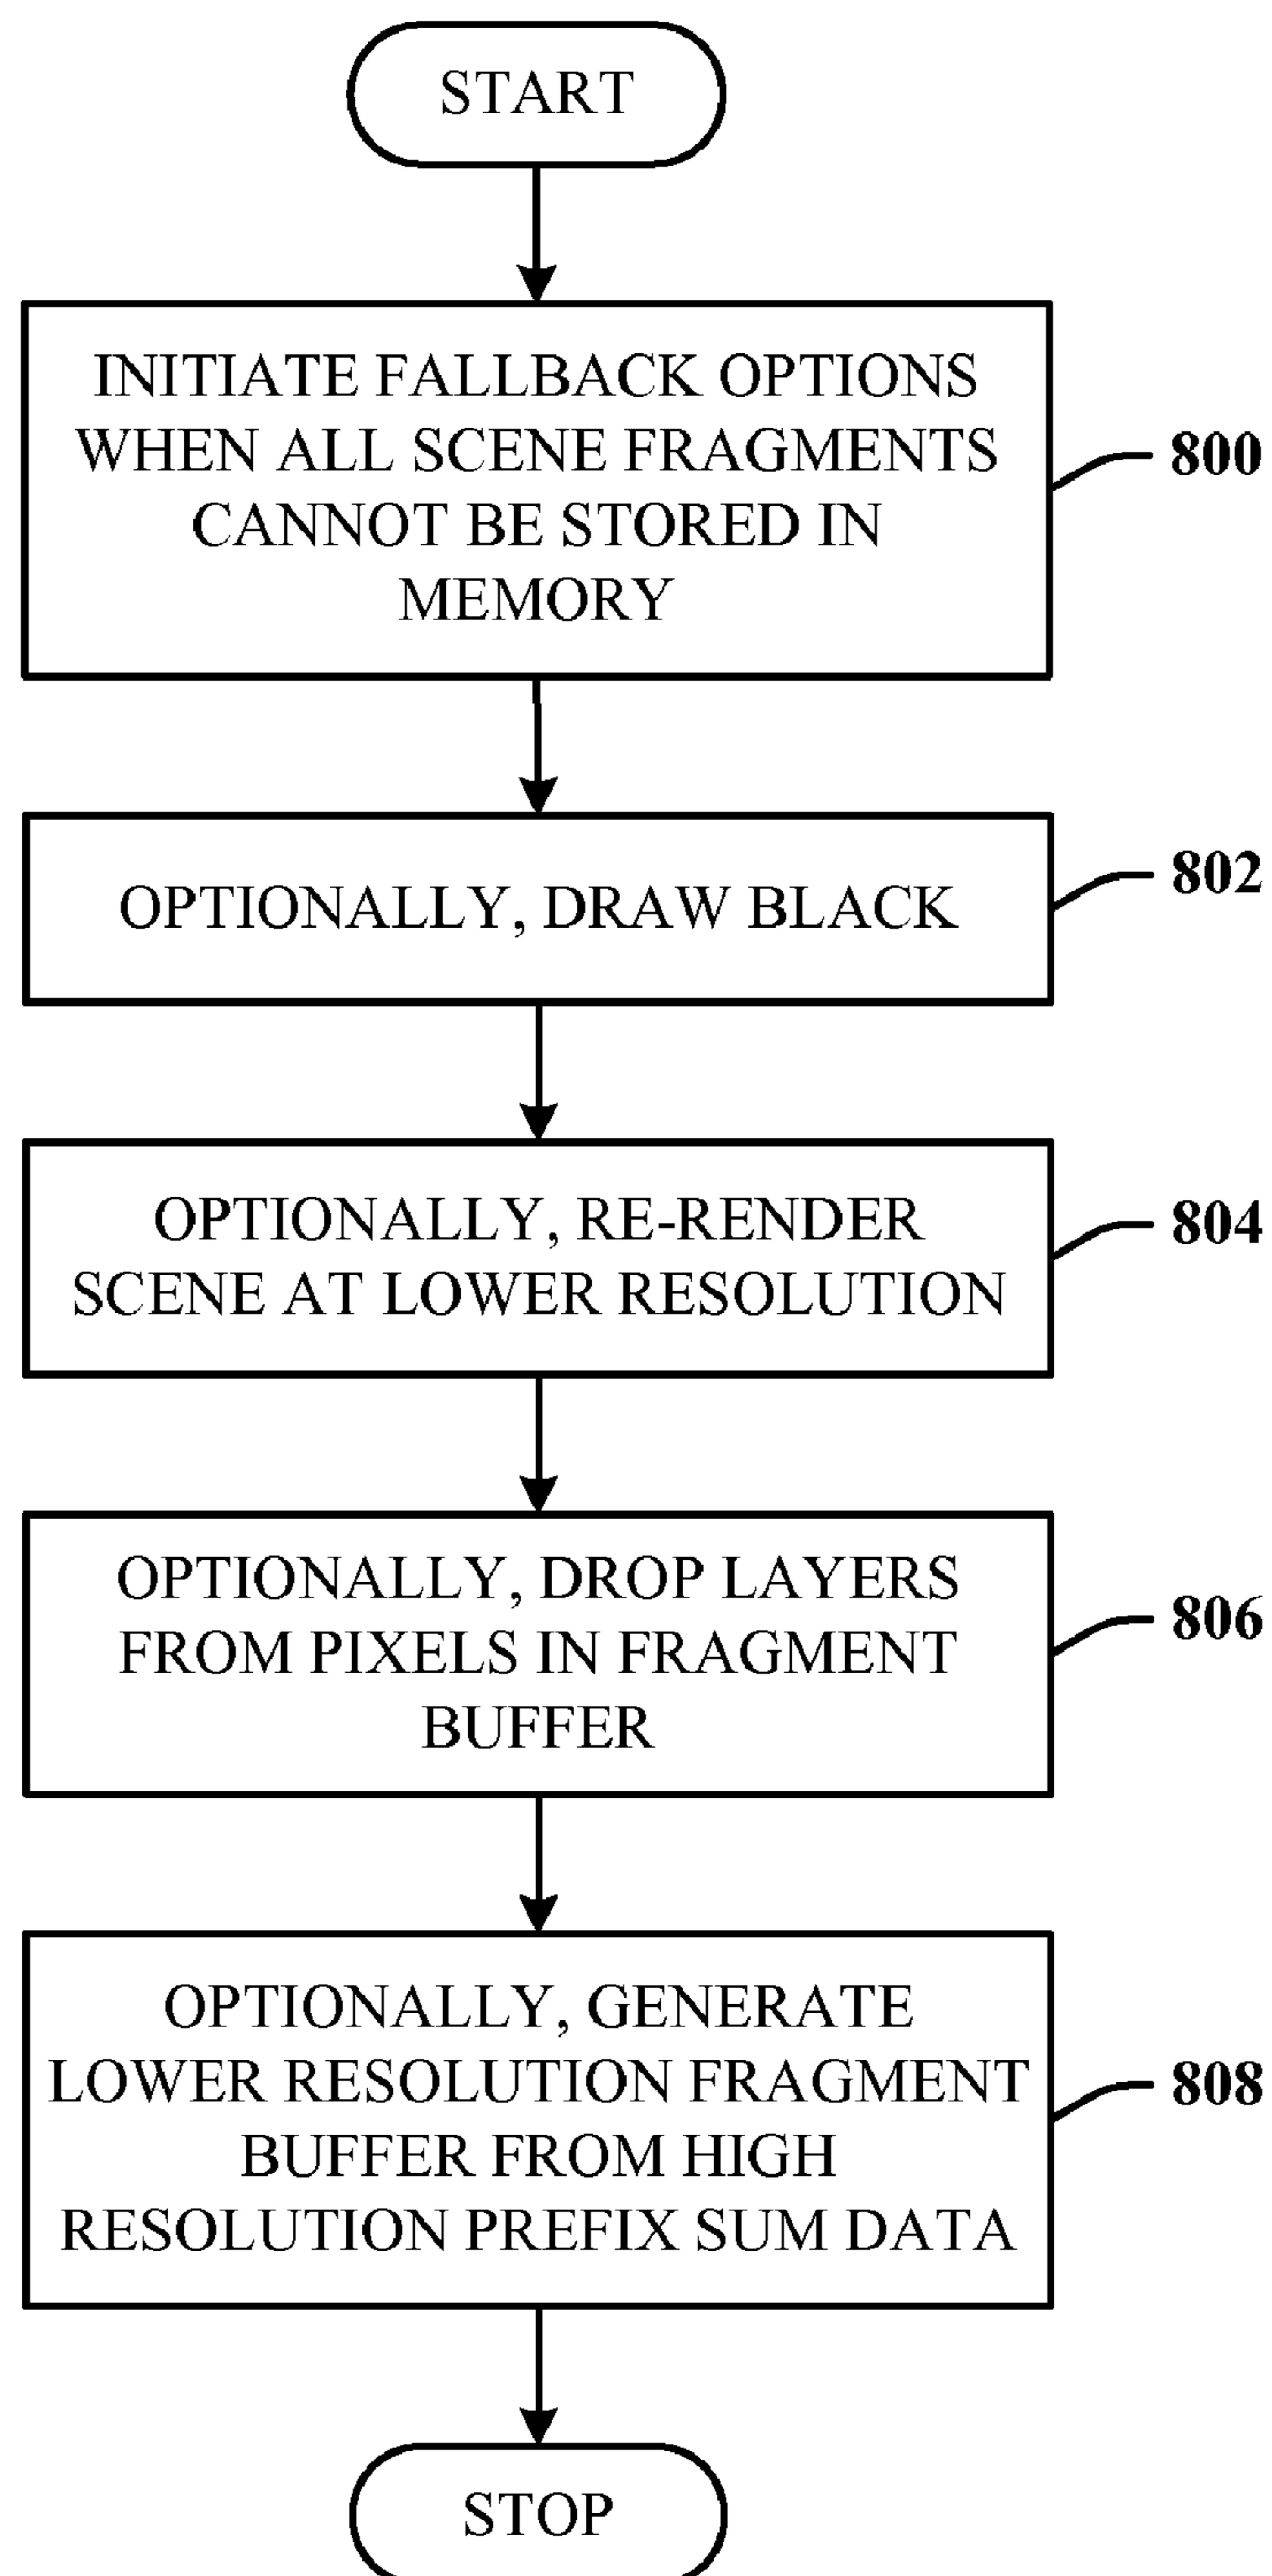 START
INITIATE FALLBACK OPTIONS
WHEN ALL SCENE FRAGMENTS
CANNOT BE STORED IN
MEMORY
800
OPTIONALLY, DRAW BLACK
802
OPTIONALLY, RE-RENDER
SCENE AT LOWER RESOLUTION
804
OPTIONALLY, DROP LAYERS
FROM PIXELS IN FRAGMENT
BUFFER
806
OPTIONALLY, GENERATE
LOWER RESOLUTION FRAGMENT
BUFFER FROM HIGH
RESOLUTION PREFIX SUM DATA
808
STOP